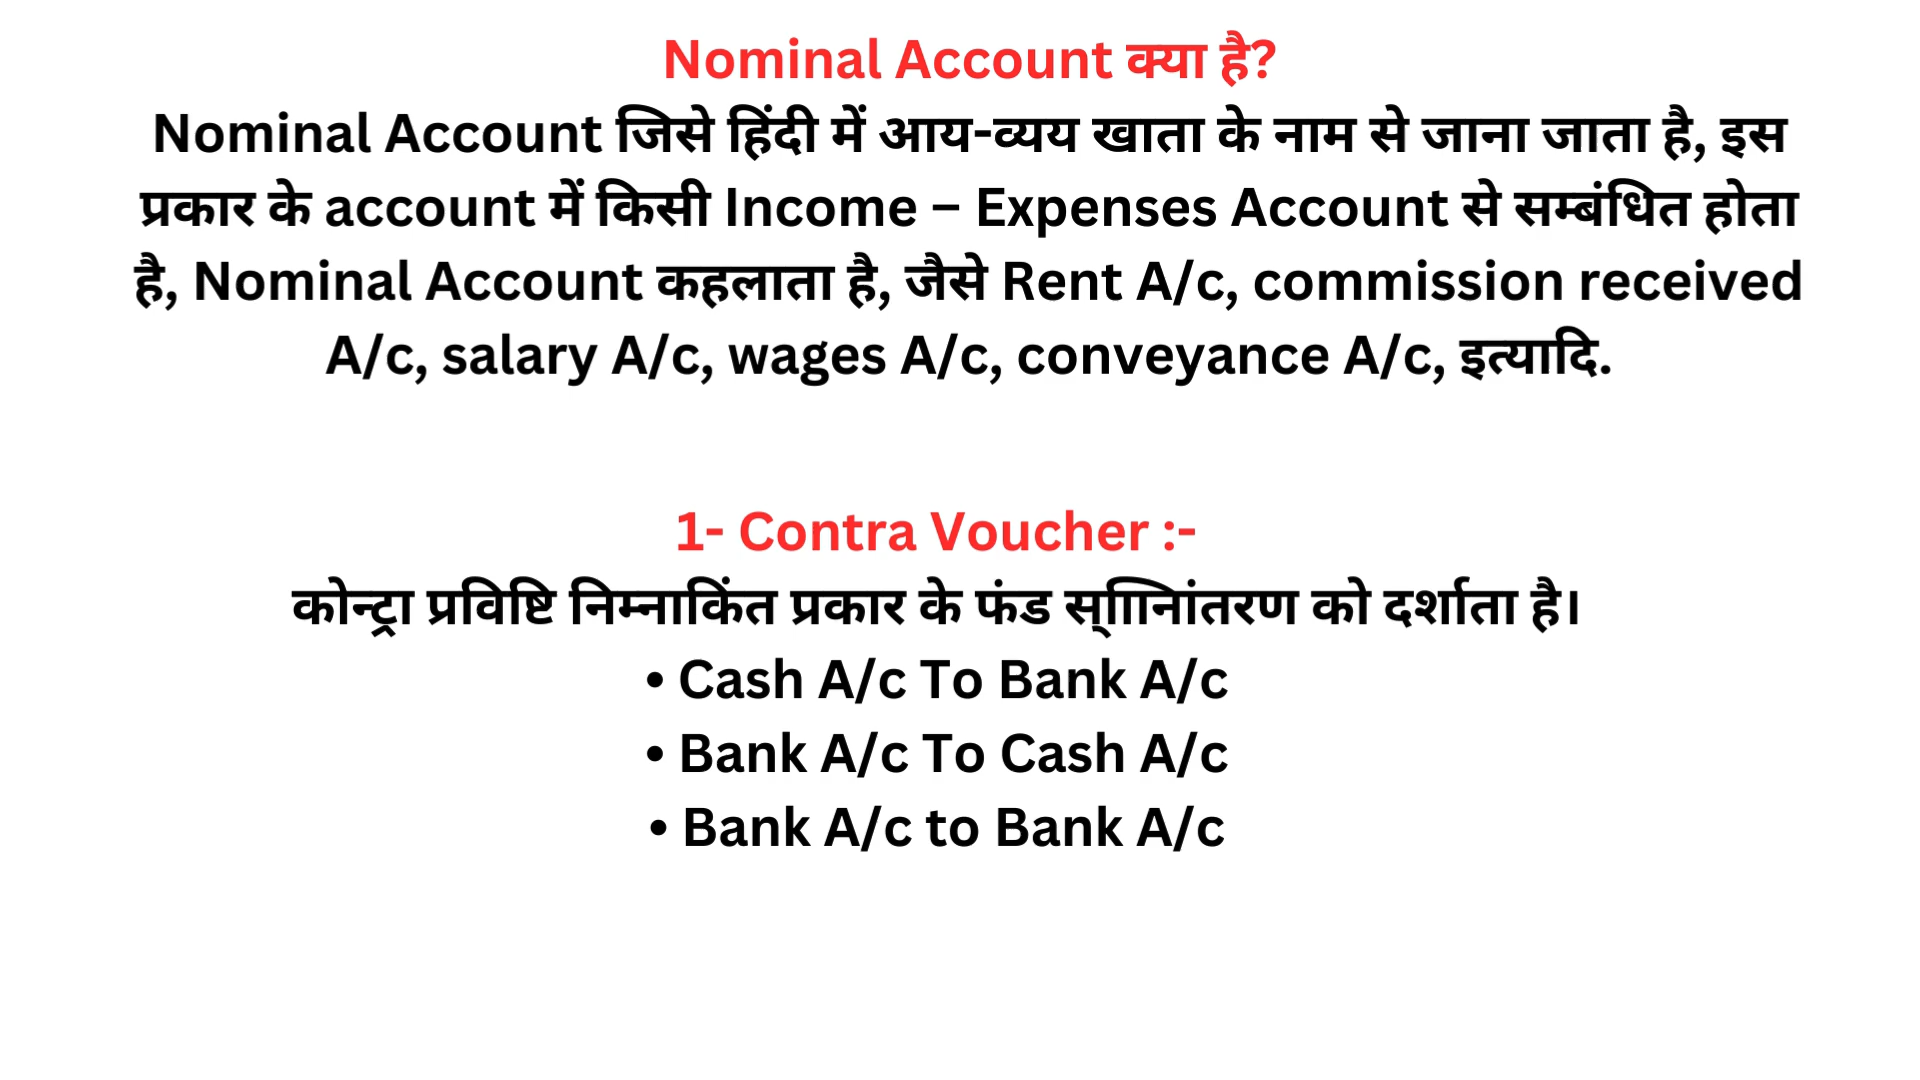 Nominal Account क्या है?
Nominal Account जिसे हिंदी में आय-व्यय खाता के नाम से जाना जाता है, इस
प्रकार के account में किसी Income – Expenses Account से सम्बंधित होता
है, Nominal Account कहलाता है, जैसे Rent A/c, commission received
A/c, salary A/c, wages A/c, conveyance A/c, इत्यादि.
1- Contra Voucher :-
कोन्ट्रा प्रविष्टि निम्नाकिंत प्रकार के फंड को दर्शाता है।
• Cash A/c To Bank A/c
• Bank A/c To Cash A/c
• Bank A/c to Bank A/c